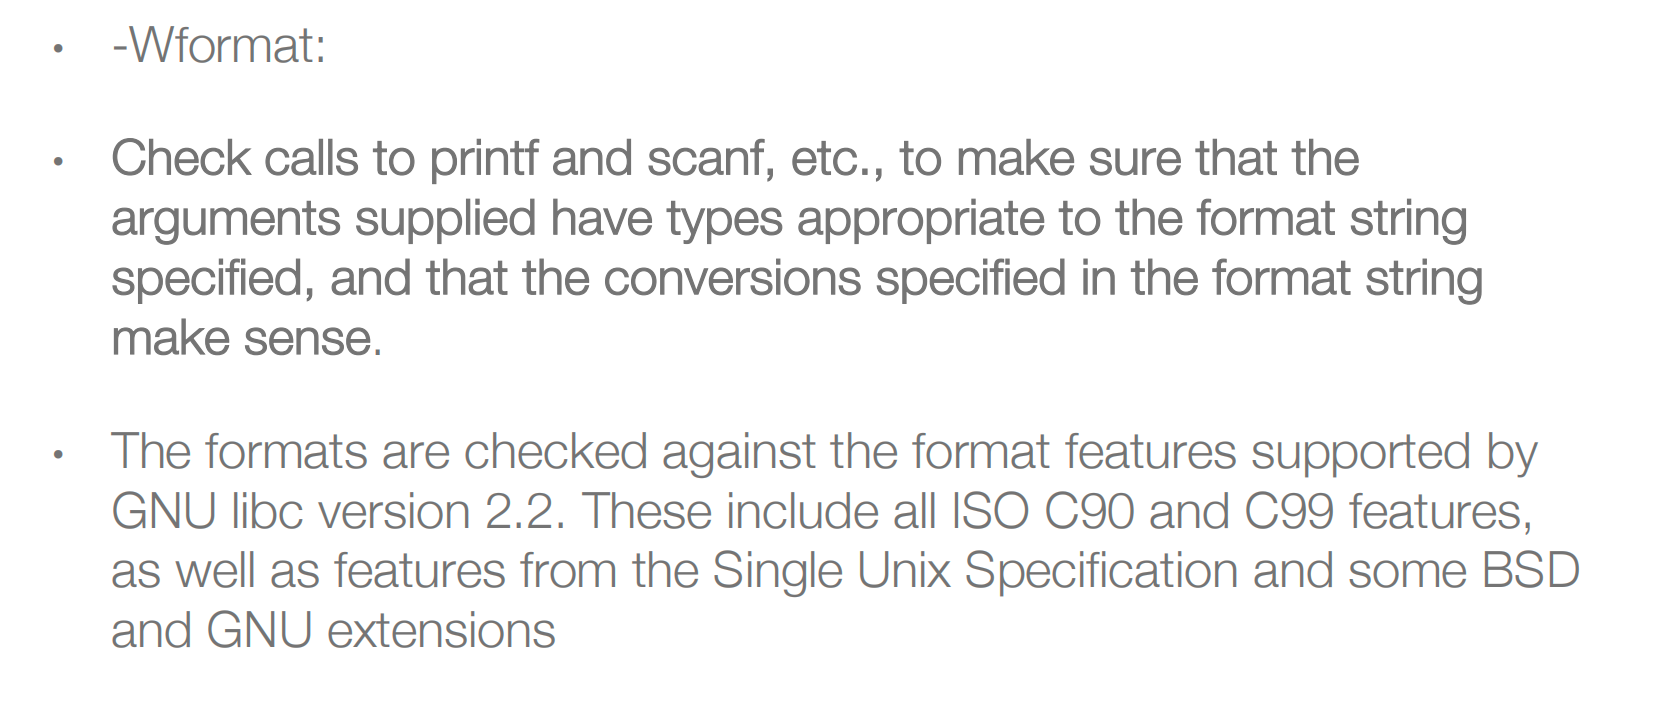 • -Wformat:
• Check calls to printf and scanf, etc., to make sure that the
arguments supplied have types appropriate to the format string
specified, and that the conversions specified in the format string
make sense.
• The formats are checked against the format features supported by
GNU libc version 2.2. These include all ISO C90 and C99 features,
as well as features from the Single Unix Specification and some BSD
and GNU extensions